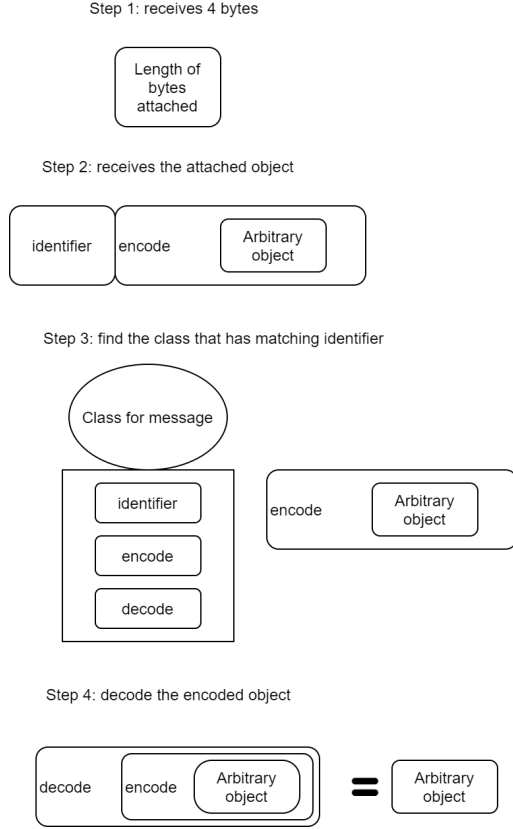 Step 1: receives 4 bytes
Length of
bytes
attached
Step 2: receives the attached object
identifier
encode
Arbitrary
object
Step 3: find the class that has matching identifier
Class for message
identifier
encode
decode
encode
Arbitrary
object
Step 4: decode the encoded object
decode
encode
Arbitrary
object
=
Arbitrary
object